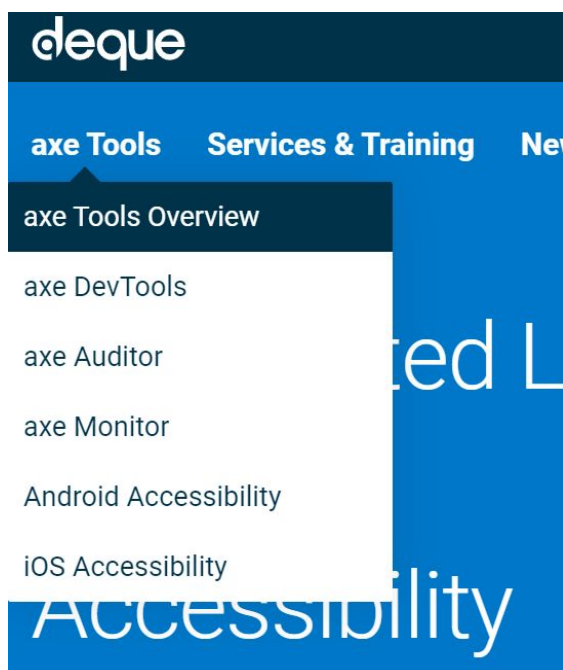 deque
axe Tools Services & Training
axe Tools Overview
axe DevTools
axe Auditor
ted L
axe Monitor
Android Accessibility
iOS Accessibility
Accessibility